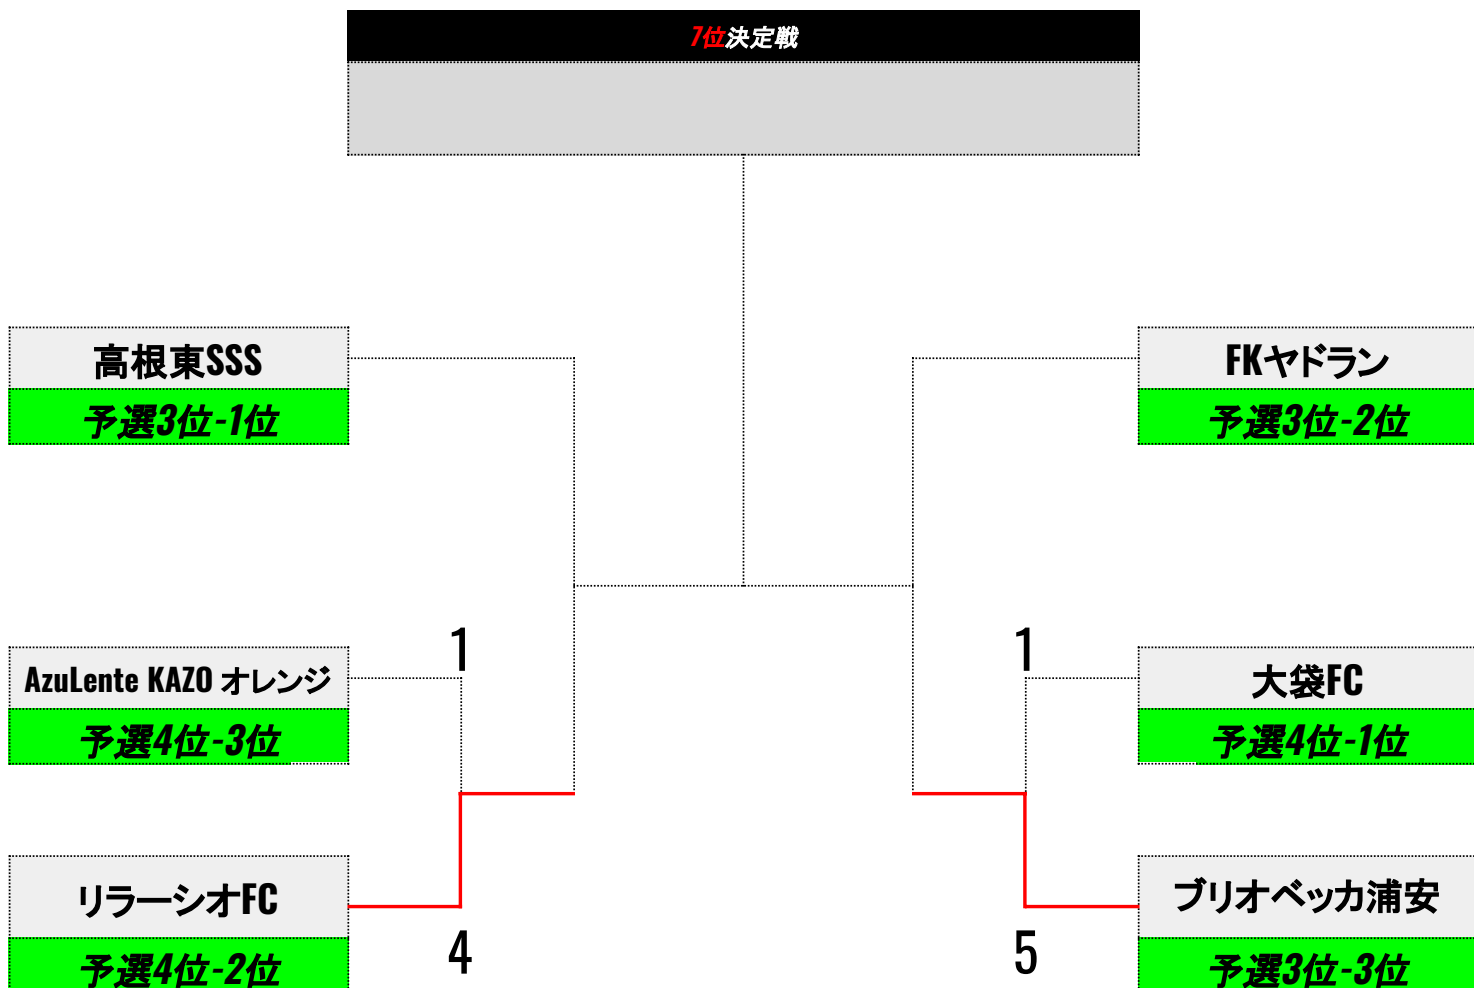 7位決定戦
高根東SSS
予選3位-1位
FKヤドラン
予選3位-2位
1
1
AzuLente KAZO オレンジ
予選4位-3位
大袋FC
予選4位-1位
リラーシオFC
予選4位-2位
4
5
ブリオベッカ浦安
予選3位-3位